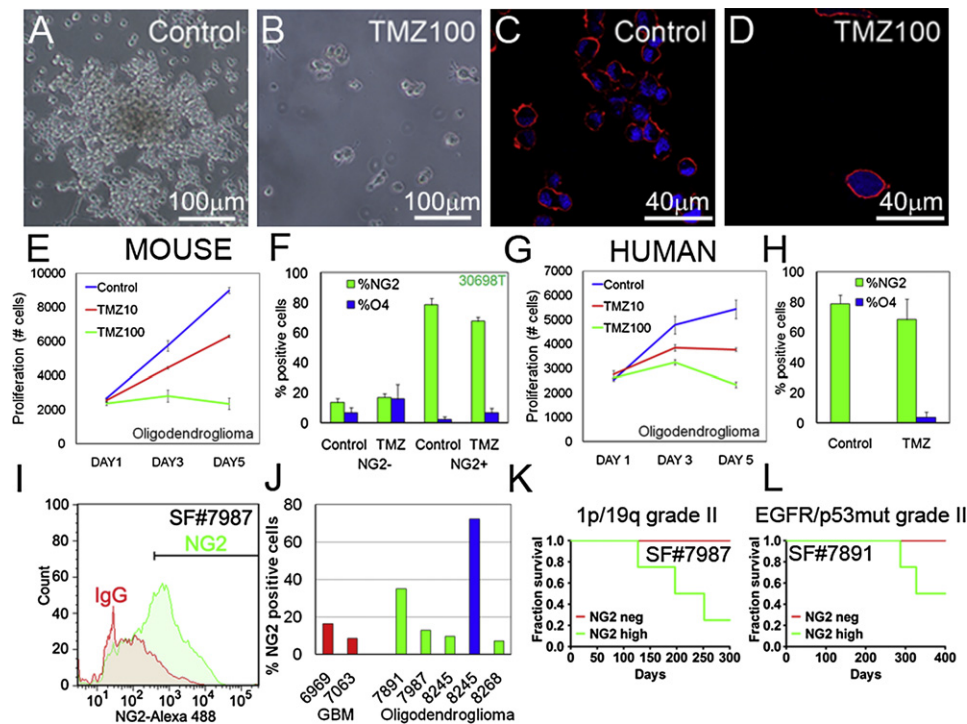 A Control
100µm
B TMZ100
100µm
C Control
40µm
D TMZ100
40µm
E MOUSE
Proliferation (# cells)
10000
8000
6000
4000
2000
0
Control
TMZ10
TMZ100
Oligodendroglioma
DAY1 DAY3 DAY5
F
% positive cells
100
80
60
40
20
0
%NG2
%O4
30698T
Control TMZ Control TMZ
NG2- NG2+
G HUMAN
Proliferation (# cells)
7000
6000
5000
4000
3000
2000
1000
0
Control
TMZ10
TMZ100
Oligodendroglioma
DAY 1 DAY 3 DAY 5
H
% positive cells
100
80
60
40
20
0
%NG2
%O4
Control TMZ
I
Count
100
80
60
40
20
0
SF#7987
NG2
IgG
101 102 103 104 105
NG2-Alexa 488
J
% NG2 positive cells
80
60
40
20
0
6969 7063 7891 7987 8245 8245 8268
GBM Oligodendroglioma
K
1p/19q grade II
SF#7987
Fraction survival
1.0
0.8
0.6
0.4
0.2
0.0
NG2 neg
NG2 high
0 100 200 300
Days
L
EGFR/p53mut grade II
SF#7891
Fraction survival
1.0
0.8
0.6
0.4
0.2
0.0
NG2 neg
NG2 high
0 100 200 300 400
Days